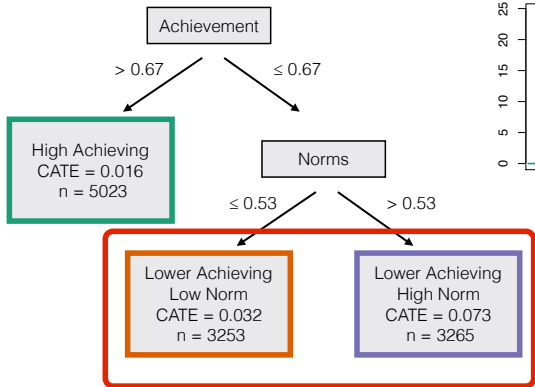 Achievement
> 0.67
≤ 0.67
High Achieving
CATE = 0.016
n = 5023
Norms
≤ 0.53
> 0.53
Lower Achieving
Low Norm
CATE = 0.032
n = 3253
Lower Achieving
High Norm
CATE = 0.073
n = 3265
25
20
15
10
5
0